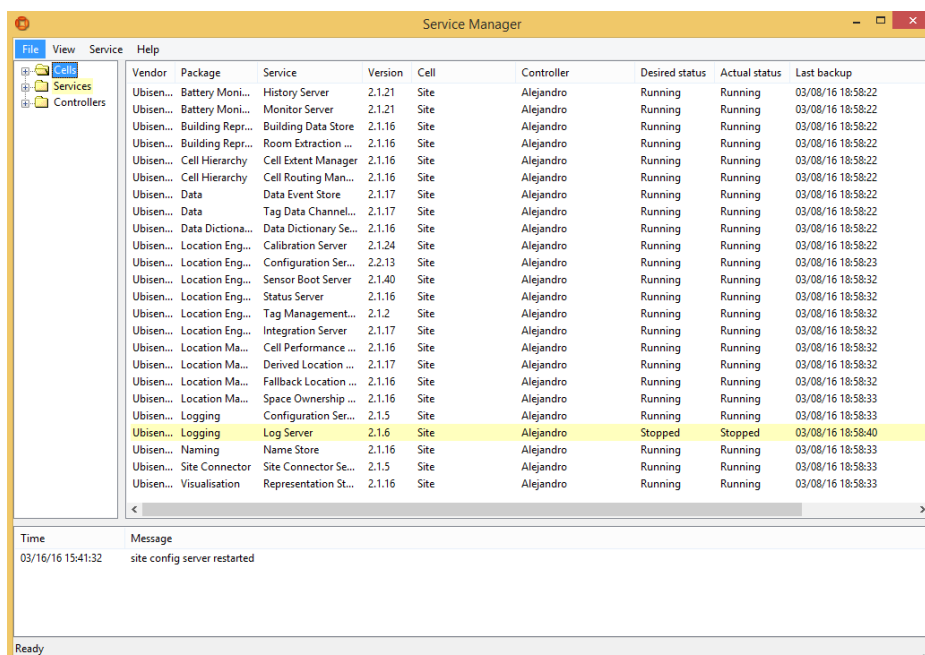 Service Manager
File View Service Help
Cells
Services
Controllers
Vendor Package Service Version Cell Controller Desired status Actual status Last backup
Ubisen... Battery Moni... History Server 2.1.21 Site Alejandro Running Running 03/08/16 18:58:22
Ubisen... Battery Moni... Monitor Server 2.1.21 Site Alejandro Running Running 03/08/16 18:58:22
Ubisen... Building Repr... Building Data Store 2.1.16 Site Alejandro Running Running 03/08/16 18:58:22
Ubisen... Building Repr... Room Extraction ... 2.1.16 Site Alejandro Running Running 03/08/16 18:58:22
Ubisen... Cell Hierarchy Cell Extent Manager 2.1.16 Site Alejandro Running Running 03/08/16 18:58:22
Ubisen... Cell Hierarchy Cell Routing Man... 2.1.16 Site Alejandro Running Running 03/08/16 18:58:22
Ubisen... Data Data Event Store 2.1.17 Site Alejandro Running Running 03/08/16 18:58:22
Ubisen... Data Tag Data Channel... 2.1.17 Site Alejandro Running Running 03/08/16 18:58:22
Ubisen... Data Dictiona... Data Dictionary Se... 2.1.16 Site Alejandro Running Running 03/08/16 18:58:22
Ubisen... Location Eng... Calibration Server 2.1.24 Site Alejandro Running Running 03/08/16 18:58:22
Ubisen... Location Eng... Configuration Ser... 2.2.13 Site Alejandro Running Running 03/08/16 18:58:23
Ubisen... Location Eng... Sensor Boot Server 2.1.40 Site Alejandro Running Running 03/08/16 18:58:32
Ubisen... Location Eng... Status Server 2.1.16 Site Alejandro Running Running 03/08/16 18:58:32
Ubisen... Location Eng... Tag Management... 2.1.2 Site Alejandro Running Running 03/08/16 18:58:32
Ubisen... Location Eng... Integration Server 2.1.17 Site Alejandro Running Running 03/08/16 18:58:32
Ubisen... Location Ma... Cell Performance ... 2.1.16 Site Alejandro Running Running 03/08/16 18:58:32
Ubisen... Location Ma... Derived Location ... 2.1.17 Site Alejandro Running Running 03/08/16 18:58:32
Ubisen... Location Ma... Fallback Location ... 2.1.16 Site Alejandro Running Running 03/08/16 18:58:32
Ubisen... Location Ma... Space Ownership ... 2.1.16 Site Alejandro Running Running 03/08/16 18:58:33
Ubisen... Logging Configuration Ser... 2.1.5 Site Alejandro Running Running 03/08/16 18:58:33
Ubisen... Logging Log Server 2.1.6 Site Alejandro Stopped Stopped 03/08/16 18:58:40
Ubisen... Naming Name Store 2.1.16 Site Alejandro Running Running 03/08/16 18:58:33
Ubisen... Site Connector Site Connector Se... 2.1.5 Site Alejandro Running Running 03/08/16 18:58:33
Ubisen... Visualisation Representation St... 2.1.16 Site Alejandro Running Running 03/08/16 18:58:33
Time Message
03/16/16 15:41:32 site config server restarted
Ready